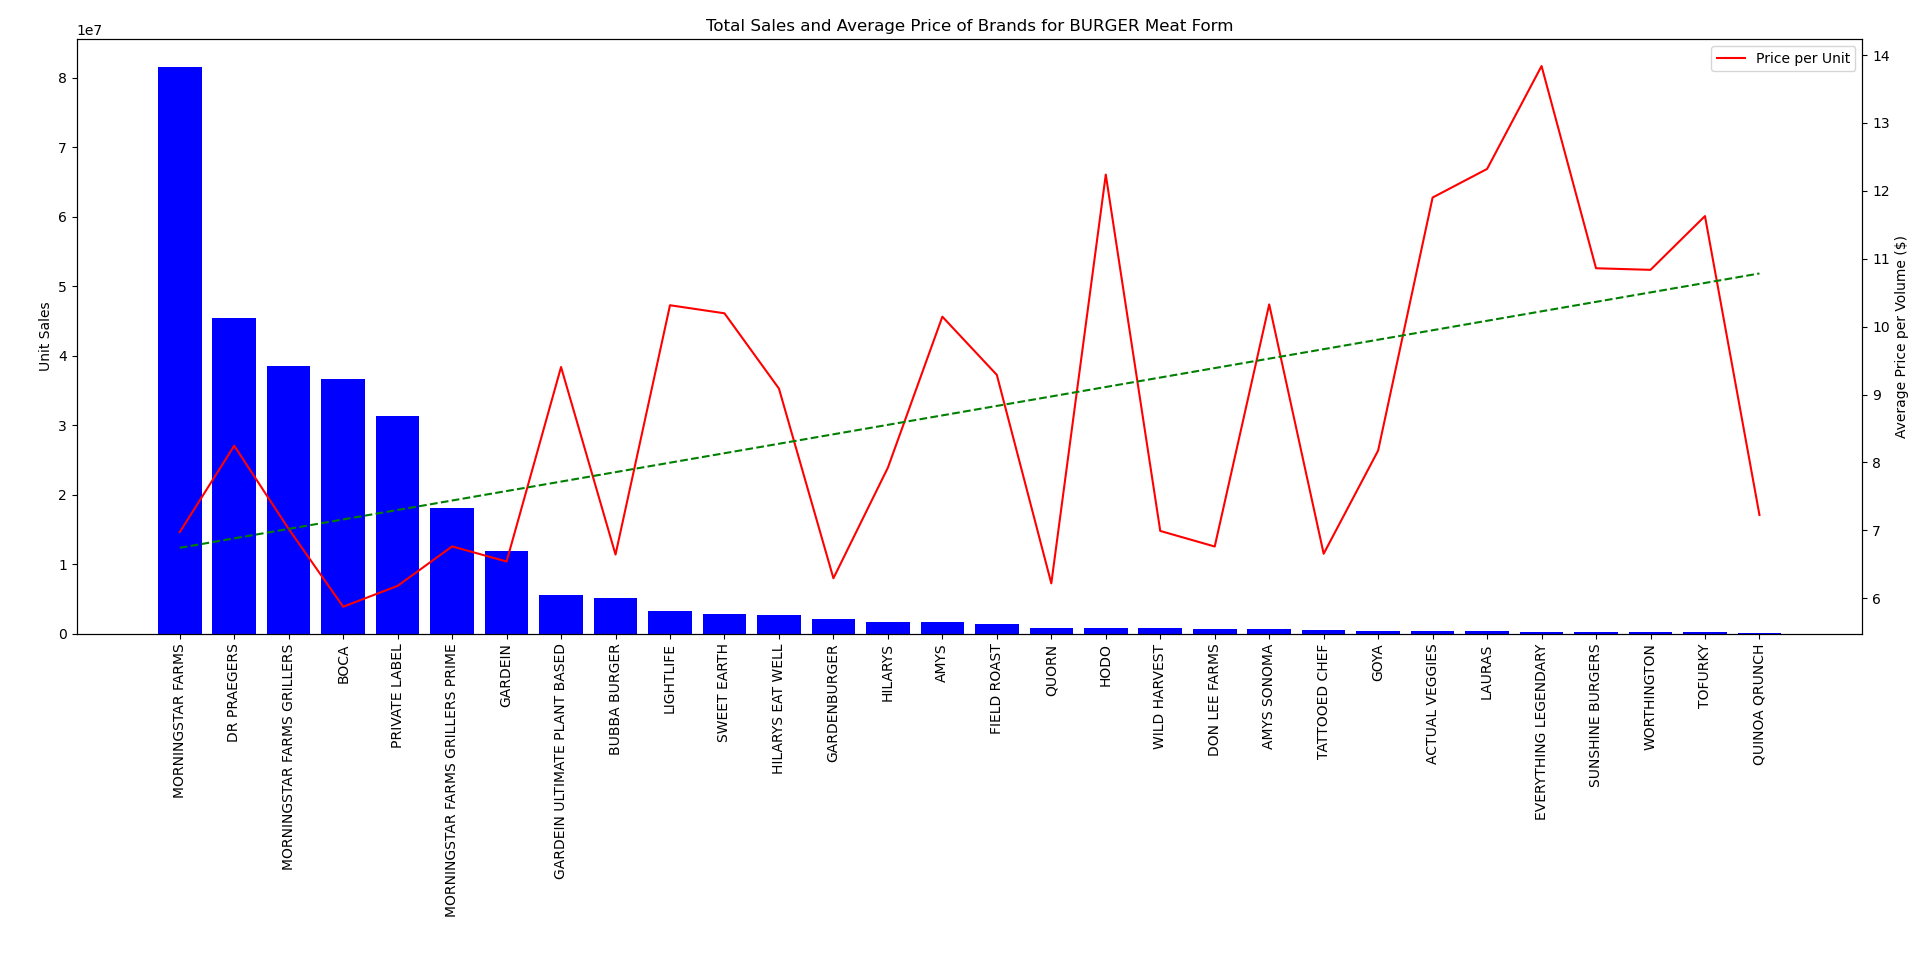 Total Sales and Average Price of Brands for BURGER Meat Form
1e7
Price per Unit
Unit Sales
8
7
6
5
4
3
2
1
0
14
13
12
11
10
9
8
7
6
Average Price per Volume ($)
MORNINGSTAR FARMS
DR PRAEGERS
MORNINGSTAR FARMS GRILLERS
BOCA
PRIVATE LABEL
MORNINGSTAR FARMS GRILLERS PRIME
GARDEIN
GARDEIN ULTIMATE PLANT BASED
BUBBA BURGER
LIGHTLIFE
SWEET EARTH
HILARYS EAT WELL
GARDENBURGER
HILARYS
AMYS
FIELD ROAST
QUORN
HODO
WILD HARVEST
DON LEE FARMS
AMYS SONOMA
TATTOOED CHEF
GOYA
ACTUAL VEGGIES
LAURAS
EVERYTHING LEGENDARY
SUNSHINE BURGERS
WORTHINGTON
TOFURKY
QUINOA QRUNCH